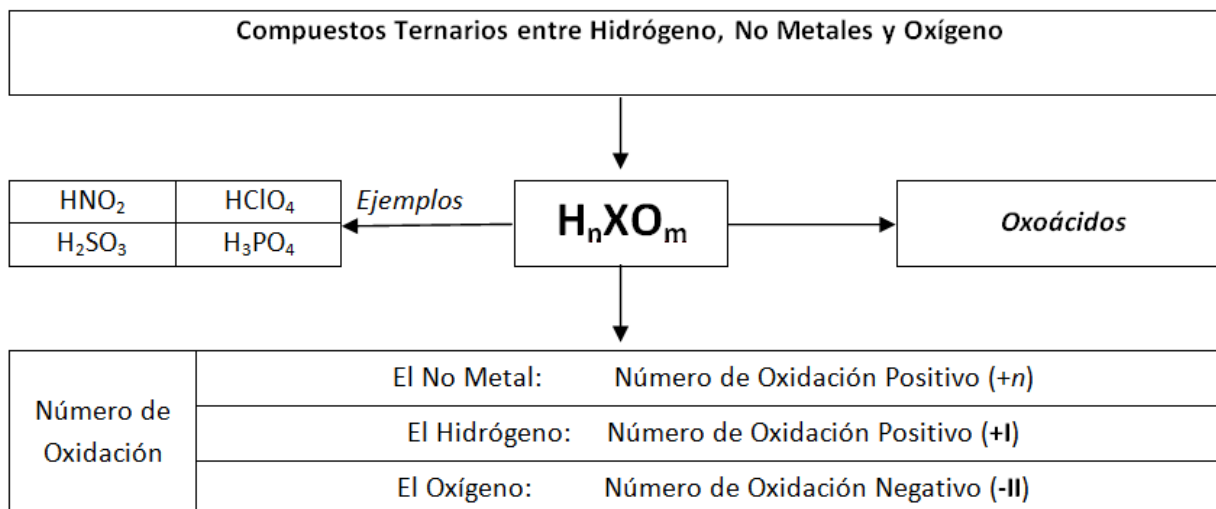 Compuestos Ternarios entre Hidrógeno, No Metales y Oxígeno
HNO₂ HClO₄
H₂SO₃ H₃PO₄
Ejemplos
HₙXOₘ
Oxoácidos
Número de
Oxidación
El No Metal: Número de Oxidación Positivo (+n)
El Hidrógeno: Número de Oxidación Positivo (+I)
El Oxígeno: Número de Oxidación Negativo (-II)